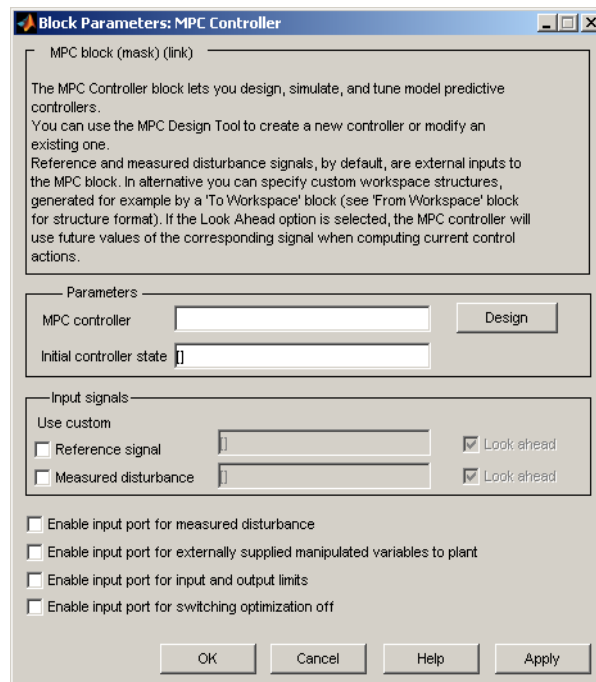 Block Parameters: MPC Controller
MPC block (mask) (link)
The MPC Controller block lets you design, simulate, and tune model predictive
controllers.
You can use the MPC Design Tool to create a new controller or modify an
existing one.
Reference and measured disturbance signals, by default, are external inputs to
the MPC block. In alternative you can specify custom workspace structures,
generated for example by a 'To Workspace' block (see 'From Workspace' block
for structure format). If the Look Ahead option is selected, the MPC controller will
use future values of the corresponding signal when computing current control
actions.
Parameters
MPC controller Design
Initial controller state []
Input signals
Use custom
Reference signal [] Look ahead
Measured disturbance [] Look ahead
Enable input port for measured disturbance
Enable input port for externally supplied manipulated variables to plant
Enable input port for input and output limits
Enable input port for switching optimization off
OK Cancel Help Apply